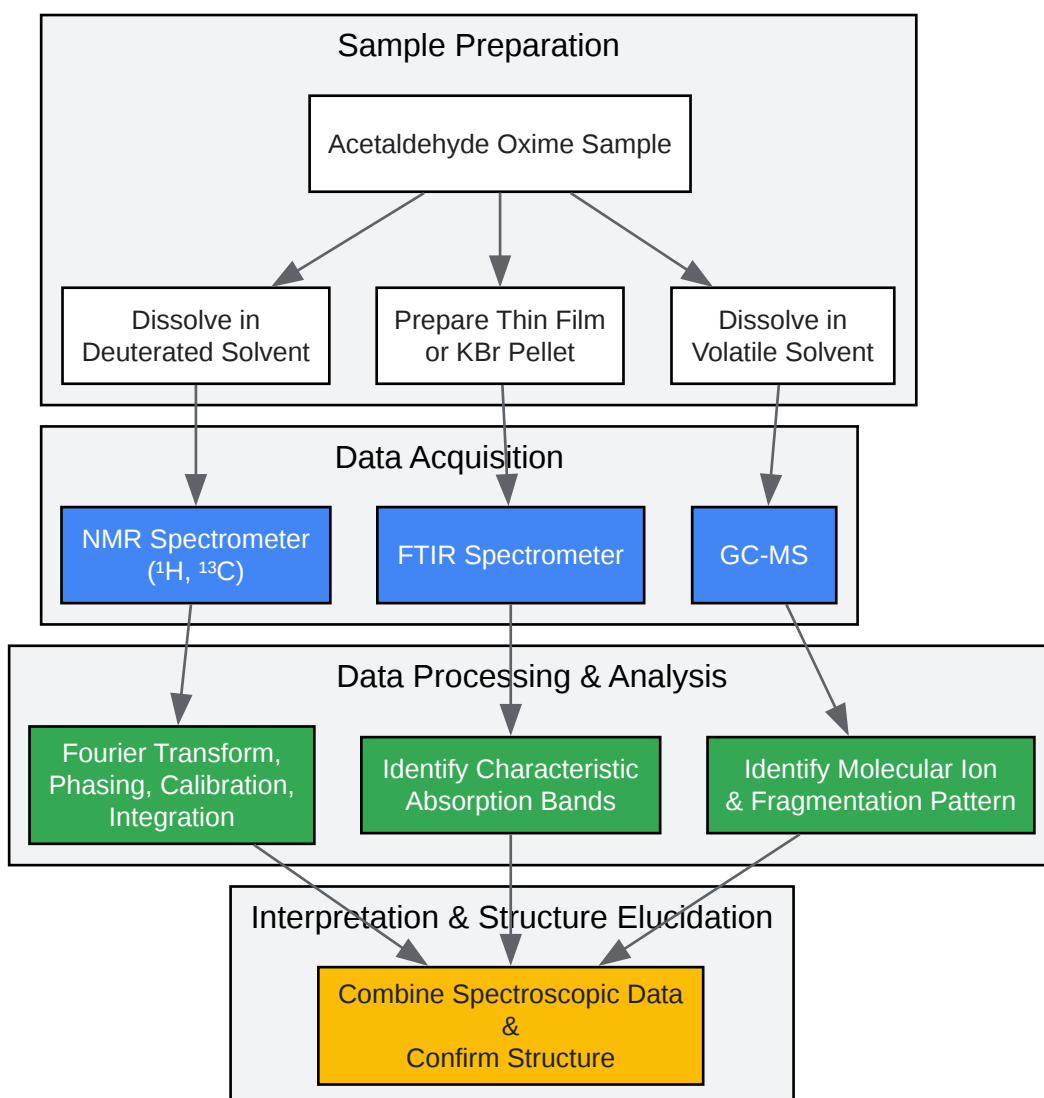 Sample Preparation
Acetaldehyde Oxime Sample
Dissolve in
Deuterated Solvent
Prepare Thin Film
or KBr Pellet
Dissolve in
Volatile Solvent
Data Acquisition
NMR Spectrometer
(¹H, ¹³C)
FTIR Spectrometer
GC-MS
Data Processing & Analysis
Fourier Transform,
Phasing, Calibration,
Integration
Identify Characteristic
Absorption Bands
Identify Molecular Ion
& Fragmentation Pattern
Interpretation & Structure Elucidation
Combine Spectroscopic Data
&
Confirm Structure